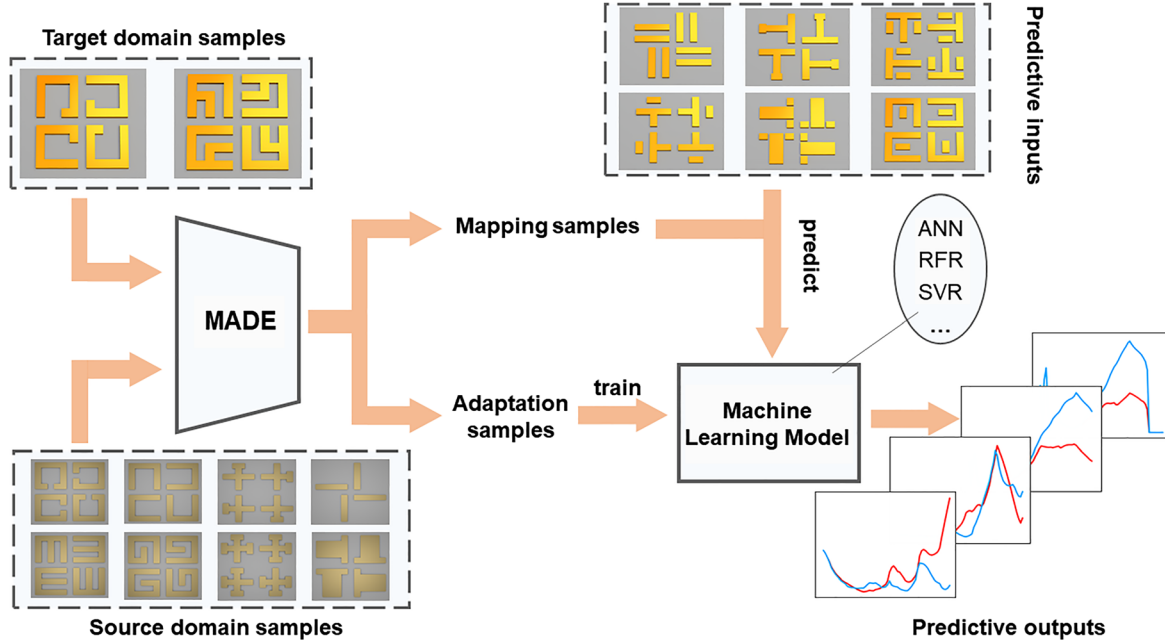 Target domain samples
Predictive inputs
MADE
Mapping samples
predict
ANN
RFR
SVR
...
Adaptation
samples
train
Machine
Learning Model
Source domain samples
Predictive outputs